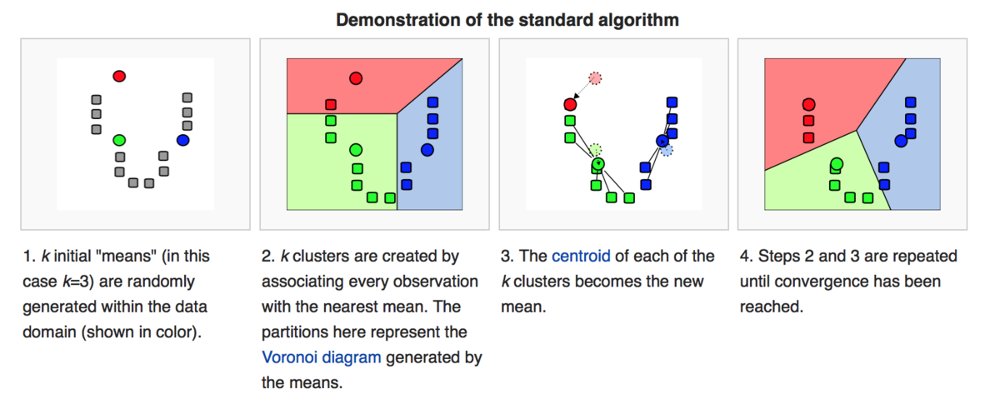 Demonstration of the standard algorithm
1. k initial "means" (in this
case k=3) are randomly
generated within the data
domain (shown in color).
2. k clusters are created by
associating every observation
with the nearest mean. The
partitions here represent the
Voronoi diagram generated by
the means.
3. The centroid of each of the
k clusters becomes the new
mean.
4. Steps 2 and 3 are repeated
until convergence has been
reached.